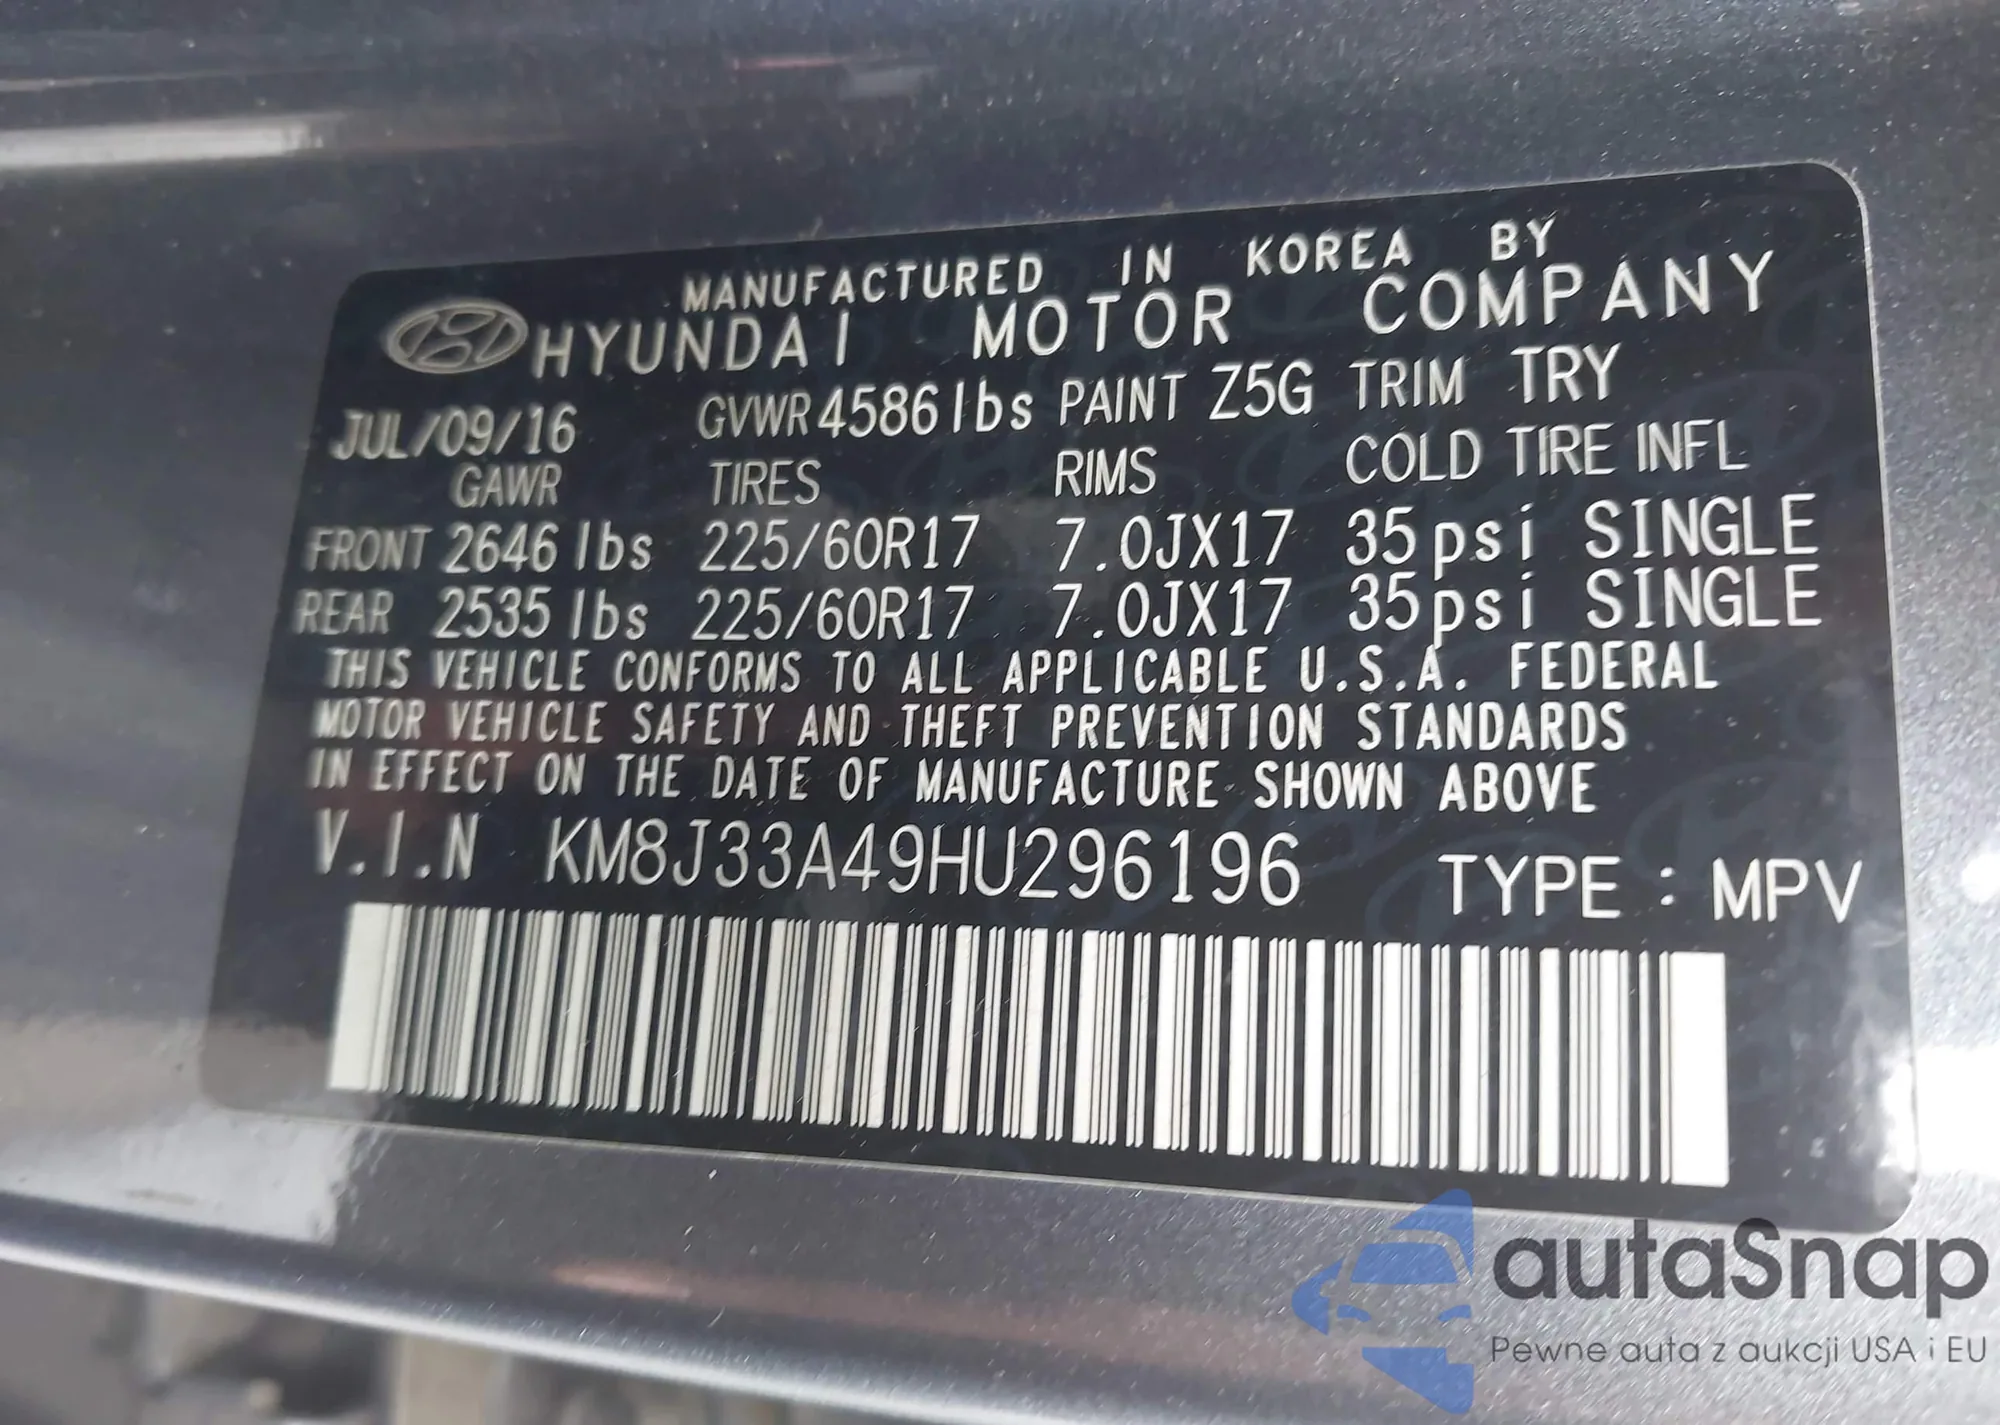 MANUFACTURED IN KOREA BY
HYUNDAI MOTOR COMPANY
JUL/09/16 GVWR 4586lbs PAINT Z5G TRIM TRY
GAWR TIRES RIMS COLD TIRE INFL
FRONT 2646 lbs 225/60R17 7.0JX17 35psi SINGLE
REAR 2535 lbs 225/60R17 7.0JX17 35psi SINGLE
THIS VEHICLE CONFORMS TO ALL APPLICABLE U.S.A. FEDERAL
MOTOR VEHICLE SAFETY AND THEFT PREVENTION STANDARDS
IN EFFECT ON THE DATE OF MANUFACTURE SHOWN ABOVE
V.I.N KM8J33A49HU296196 TYPE : MPV
autaSnap
Pewne auta z aukcji USA i EU